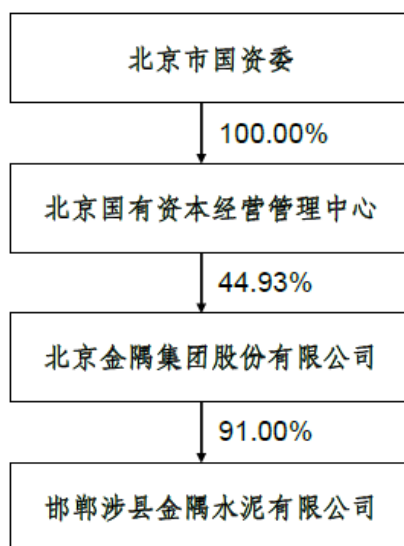 北京市国资委
100.00%
北京国有资本经营管理中心
44.93%
北京金隅集团股份有限公司
91.00%
邯郸涉县金隅水泥有限公司